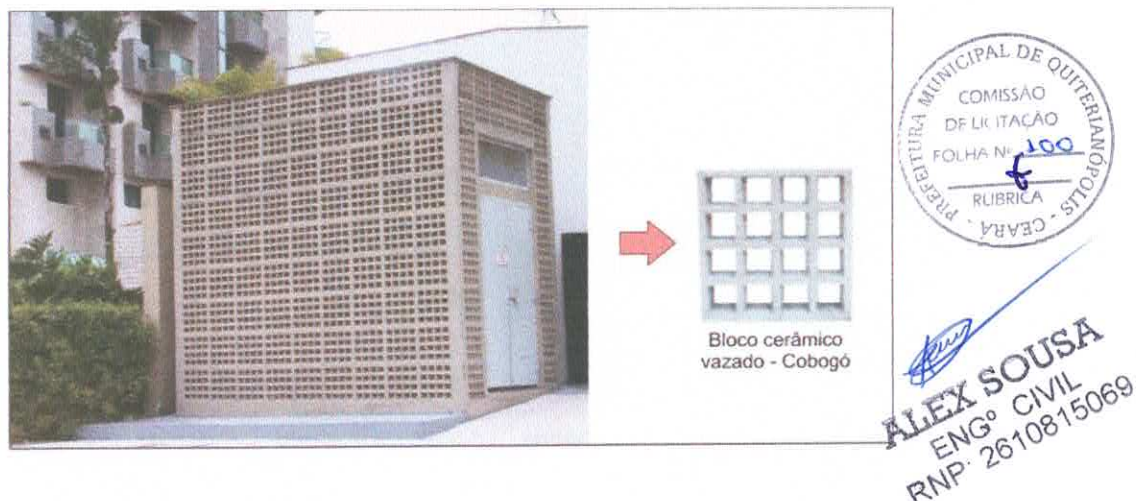 PREFEITURA MUNICIPAL DE QUITERIANÓPOLIS - CEARÁ
COMISSÃO
DE LICITAÇÃO
FOLHA Nº 100
RUBRICA
Bloco cerâmico
vazado - Cobogó
ALEX SOUSA
ENGº CIVIL
RNP: 2610815069